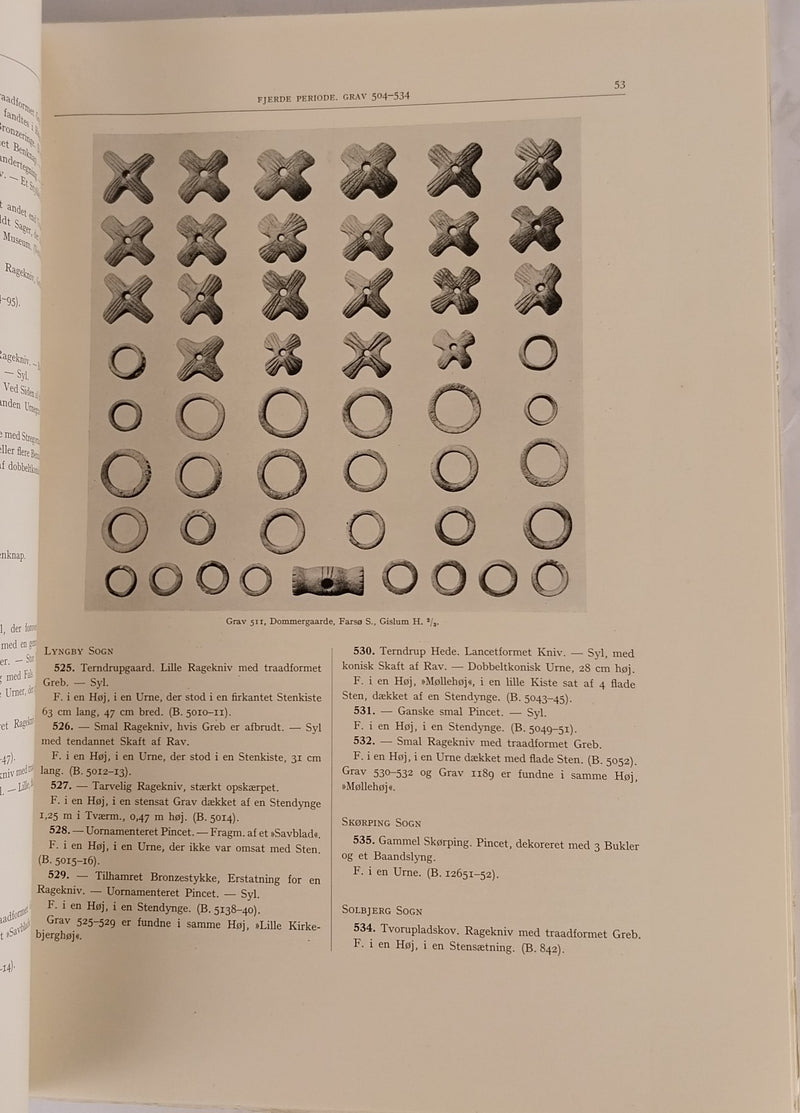 53
FJERDE PERIODE. GRAV 504–534
Grav 511, Dommergaarde, Farsø S., Gislum H. ²/₃.
LYNGBY SOGN
525. Terndrupgaard. Lille Ragekniv med traadformet
Greb. — Syl.
F. i en Høj, i en Urne, der stod i en firkantet Stenkiste
63 cm lang, 47 cm bred. (B. 5010–11).
526. — Smal Ragekniv, hvis Greb er afbrudt. — Syl
med tendannet Skaft af Rav.
F. i en Høj, i en Urne, der stod i en Stenkiste, 31 cm
lang. (B. 5012–13).
527. — Tarvelig Ragekniv, stærkt opskærpet.
F. i en Høj, i en stensat Grav dækket af en Stendynge
1,25 m i Tværm., 0,47 m høj. (B. 5014).
528. — Uornamenteret Pincet. — Fragm. af et »Savblad«.
F. i en Høj, i en Urne, der ikke var omsat med Sten.
(B. 5015–16).
529. — Tilhamret Bronzestykke, Erstatning for en
Ragekniv. — Uornamenteret Pincet. — Syl.
F. i en Høj, i en Stendynge. (B. 5138–40).
Grav 525–529 er fundne i samme Høj, »Lille Kirke-
bjerghøj«.
530. Terndrup Hede. Lancetformet Kniv. — Syl, med
konisk Skaft af Rav. — Dobbeltkonisk Urne, 28 cm høj.
F. i en Høj, »Møllehøj«, i en lille Kiste sat af 4 flade
Sten, dækket af en Stendynge. (B. 5043–45).
531. — Ganske smal Pincet. — Syl.
F. i en Høj, i en Stendynge. (B. 5049–51).
532. — Smal Ragekniv med traadformet Greb.
F. i en Høj, i en Urne dækket med flade Sten. (B. 5052).
Grav 530–532 og Grav 1189 er fundne i samme Høj,
»Møllehøj«.
SKØRPING SOGN
535. Gammel Skørping. Pincet, dekoreret med 3 Bukler
og et Baandslyng.
F. i en Urne. (B. 12651–52).
SOLBJERG SOGN
534. Tvorupladskov. Ragekniv med traadformet Greb.
F. i en Høj, i en Stensætning. (B. 842).